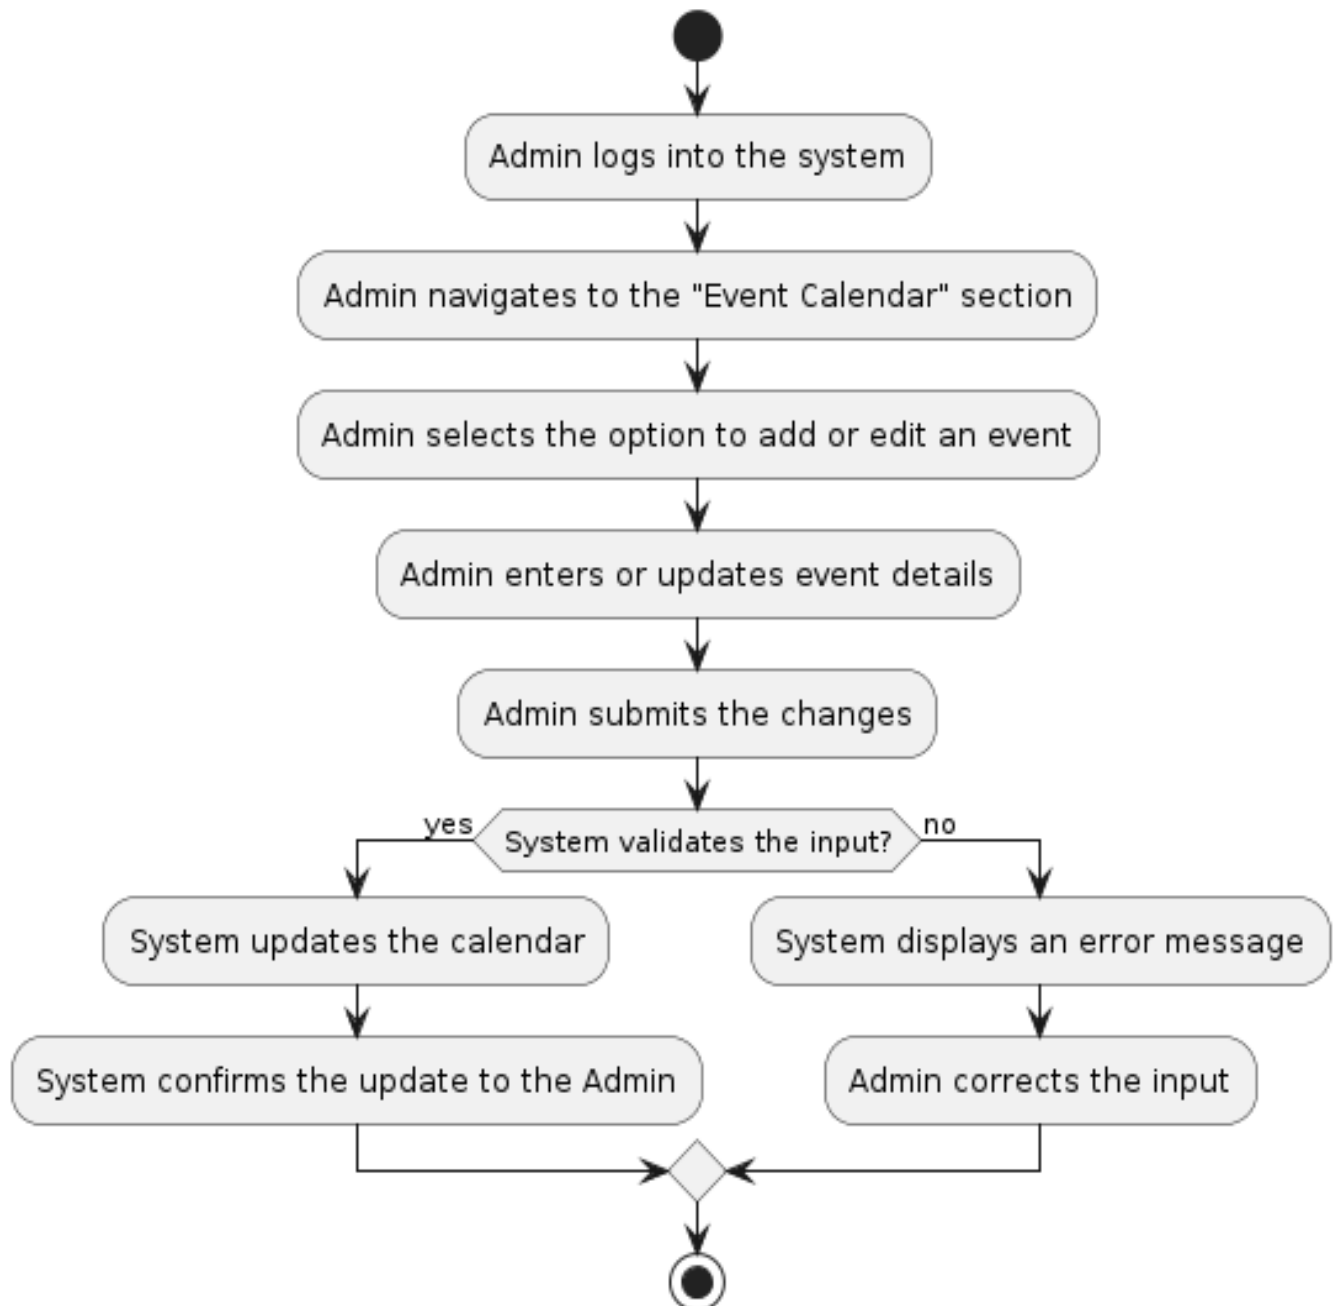 Admin logs into the system
Admin navigates to the "Event Calendar" section
Admin selects the option to add or edit an event
Admin enters or updates event details
Admin submits the changes
yes
System validates the input?
no
System updates the calendar
System displays an error message
System confirms the update to the Admin
Admin corrects the input